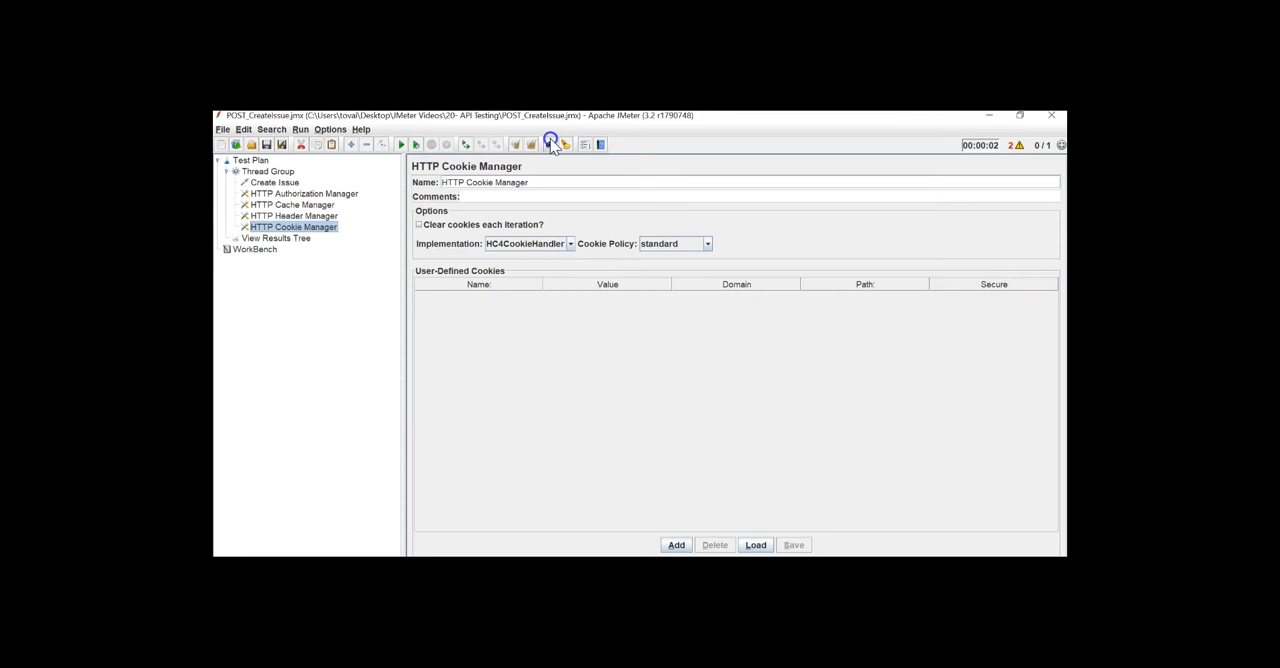 POST_CreateIssue.jmx (C:\Users\tovai\Desktop\JMeter Videos\20- API Testing\POST_CreateIssue.jmx) - Apache JMeter (3.2 r1790748)
File Edit Search Run Options Help
00:00:02 2 0 / 1
Test Plan
Thread Group
Create Issue
HTTP Authorization Manager
HTTP Cache Manager
HTTP Header Manager
HTTP Cookie Manager
View Results Tree
WorkBench
HTTP Cookie Manager
Name: HTTP Cookie Manager
Comments:
Options
Clear cookies each iteration?
Implementation: HC4CookieHandler Cookie Policy: standard
User-Defined Cookies
Name: Value Domain Path: Secure
Add Delete Load Save